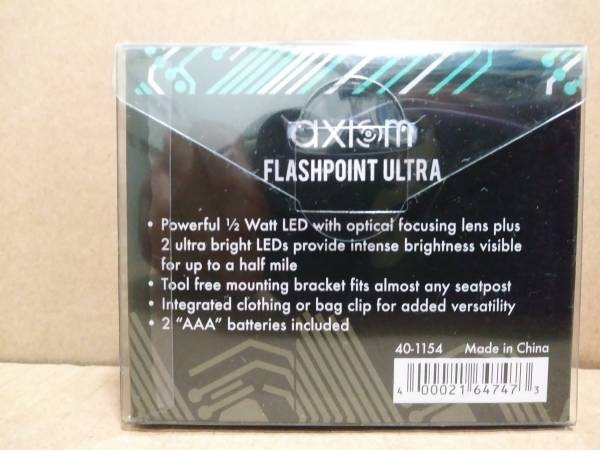 axiom
FLASHPOINT ULTRA
• Powerful ½ Watt LED with optical focusing lens plus
2 ultra bright LEDs provide intense brightness visible
for up to a half mile
• Tool free mounting bracket fits almost any seatpost
• Integrated clothing or bag clip for added versatility
• 2 “AAA” batteries included
40-1154 Made in China
4 00021 64747 3